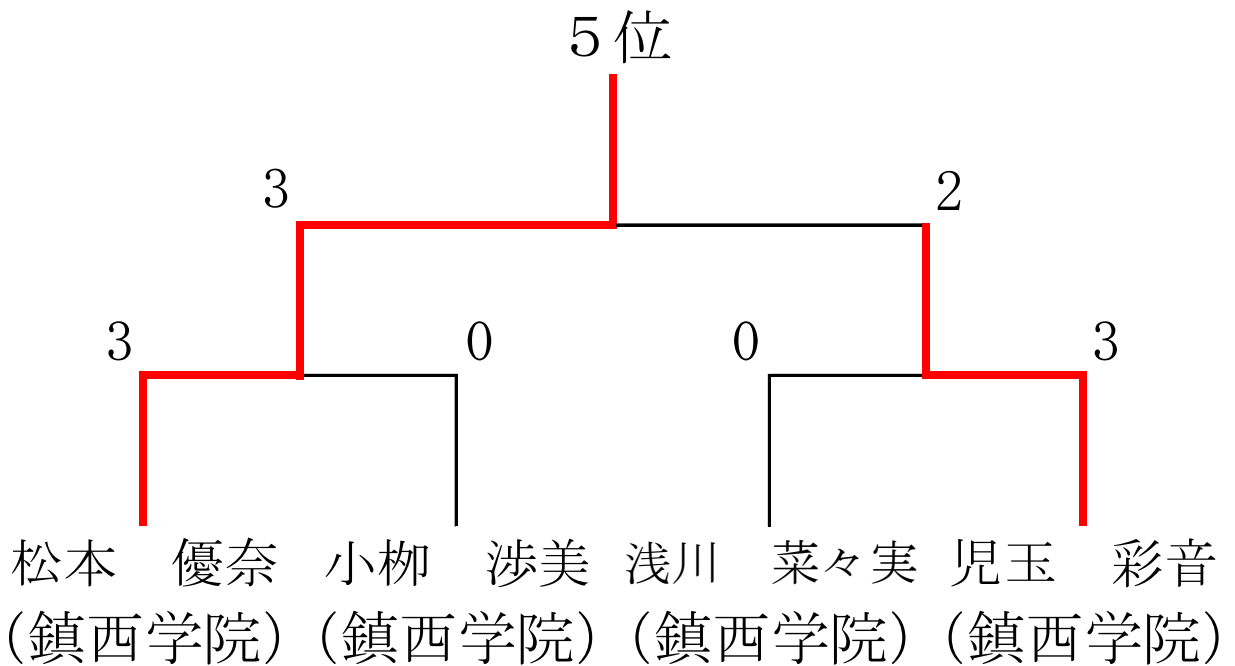 ５位
3 2
3 0 0 3
松本　優奈 小栁　渉美 浅川　菜々実 児玉　彩音
（鎮西学院） （鎮西学院） （鎮西学院） （鎮西学院）